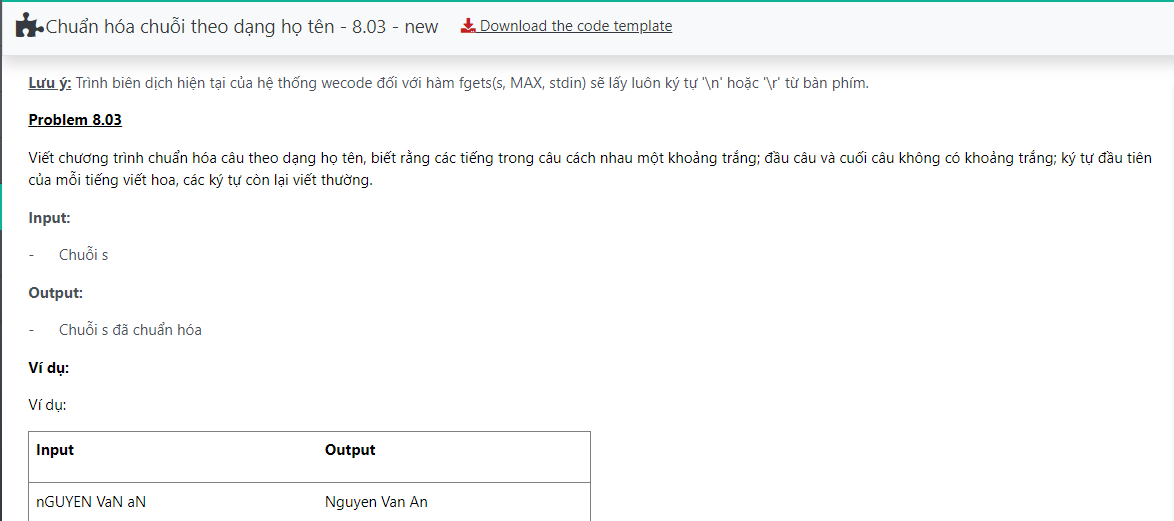 Chuẩn hóa chuỗi theo dạng họ tên - 8.03 - new Download the code template
Lưu ý: Trình biên dịch hiện tại của hệ thống wecode đối với hàm fgets(s, MAX, stdin) sẽ lấy luôn ký tự '\n' hoặc '\r' từ bàn phím.
Problem 8.03
Viết chương trình chuẩn hóa câu theo dạng họ tên, biết rằng các tiếng trong câu cách nhau một khoảng trắng; đầu câu và cuối câu không có khoảng trắng; ký tự đầu tiên
của mỗi tiếng viết hoa, các ký tự còn lại viết thường.
Input:
- Chuỗi s
Output:
- Chuỗi s đã chuẩn hóa
Ví dụ:
Ví dụ:
Input Output
nGUYEN VaN aN Nguyen Van An